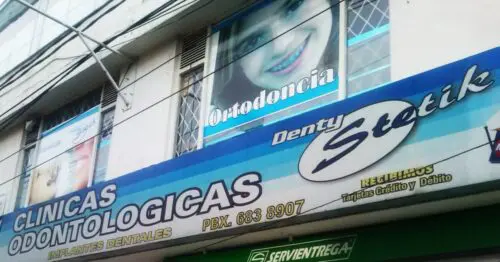 Ortodoncia
Denty
Stetik
CLINICAS
ODONTOLOGICAS
IMPLANTES DENTALES
PBX. 683 8907
RECIBIMOS
Tarjetas Crédito y Débito
SERVIENTREGA